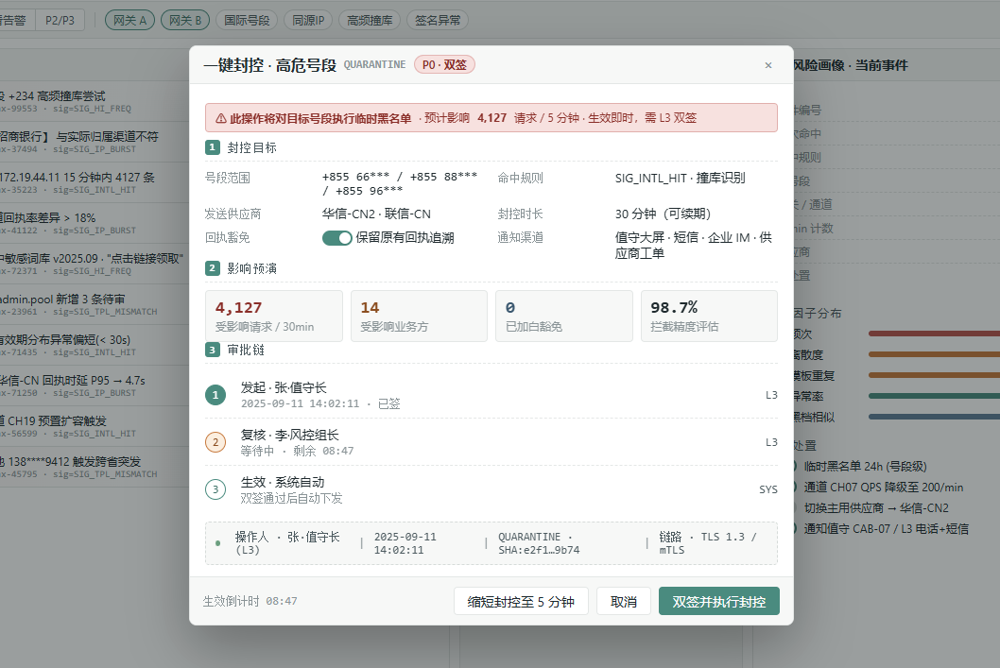 告警
P2/P3
网关 A
网关 B
国际号段
同源IP
高频撞库
签名异常
段 +234 高频撞库尝试
x-99553 · sig=SIG_HI_FREQ
招商银行】 与实际归属渠道不符
x-37494 · sig=SIG_IP_BURST
172.19.44.11 15 分钟内 4127 条
x-35223 · sig=SIG_INTL_HIT
回执率差异 > 18%
x-41122 · sig=SIG_IP_BURST
敏感词库 v2025.09 · "点击链接领取"
x-72371 · sig=SIG_HI_FREQ
admin.pool 新增 3 条待审
x-23961 · sig=SIG_TPL_MISMATCH
有效期分布异常偏短(< 30s)
x-71435 · sig=SIG_INTL_HIT
华信-CN 回执时延 P95 → 4.7s
x-71250 · sig=SIG_IP_BURST
道 CH19 预置扩容触发
x-56599 · sig=SIG_INTL_HIT
138****9412 触发跨省突发
x-45795 · sig=SIG_TPL_MISMATCH
一键封控 · 高危号段 QUARANTINE P0 · 双签
×
⚠ 此操作将对目标号段执行临时黑名单 · 预计影响 4,127 请求 / 5 分钟 · 生效即时，需 L3 双签
1 封控目标
号段范围
+855 66*** / +855 88***
/ +855 96***
命中规则
SIG_INTL_HIT · 撞库识别
发送供应商
华信-CN2 · 联信-CN
封控时长
30 分钟（可续期）
回执豁免
保留原有回执追溯
通知渠道
值守大屏 · 短信 · 企业 IM · 供
应商工单
2 影响预演
4,127
受影响请求 / 30min
14
受影响业务方
0
已加白豁免
98.7%
拦截精度评估
3 审批链
1
发起 · 张·值守长
2025-09-11 14:02:11 · 已签
L3
2
复核 · 李·风控组长
等待中 · 剩余 08:47
L3
3
生效 · 系统自动
双签通过后自动下发
SYS
操作人 · 张·值守长
(L3)
|
2025-09-11
14:02:11
|
QUARANTINE ·
SHA:e2f1…9b74
|
链路 · TLS 1.3 /
mTLS
生效倒计时 08:47
缩短封控至 5 分钟
取消
双签并执行封控
风险画像 · 当前事件
件编号
次命中
中规则
号段
/ 通道
min 计数
应商
处置
因子分布
频次
离散度
模板重复
异常率
黑档相似
处置
临时黑名单 24h (号段级)
通道 CH07 QPS 降级至 200/min
切换主用供应商 → 华信-CN2
通知值守 CAB-07 / L3 电话+短信